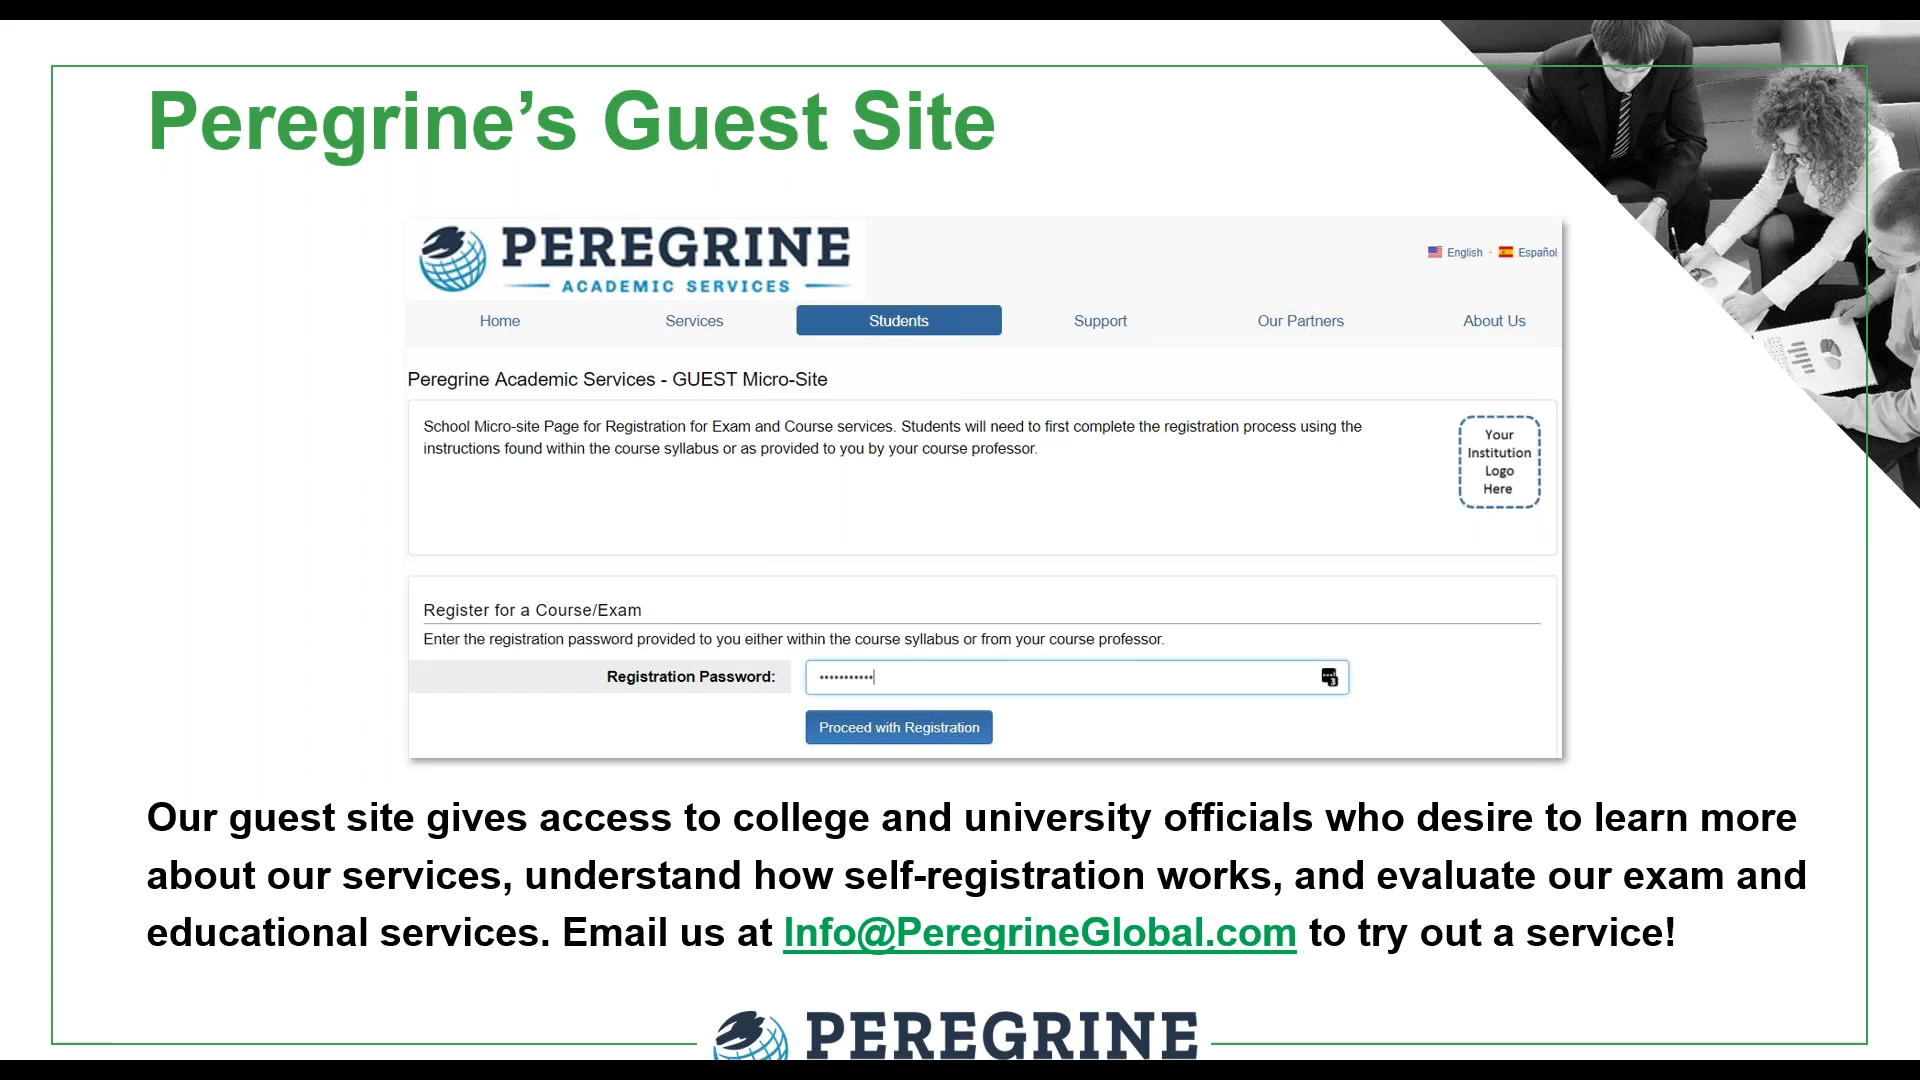 Peregrine’s Guest Site
PEREGRINE
ACADEMIC SERVICES
English - Español
Home Services Students Support Our Partners About Us
Peregrine Academic Services - GUEST Micro-Site
School Micro-site Page for Registration for Exam and Course services. Students will need to first complete the registration process using the
instructions found within the course syllabus or as provided to you by your course professor.
Your
Institution
Logo
Here
Register for a Course/Exam
Enter the registration password provided to you either within the course syllabus or from your course professor.
Registration Password: •••••••••••
Proceed with Registration
Our guest site gives access to college and university officials who desire to learn more
about our services, understand how self-registration works, and evaluate our exam and
educational services. Email us at Info@PeregrineGlobal.com to try out a service!
PEREGRINE